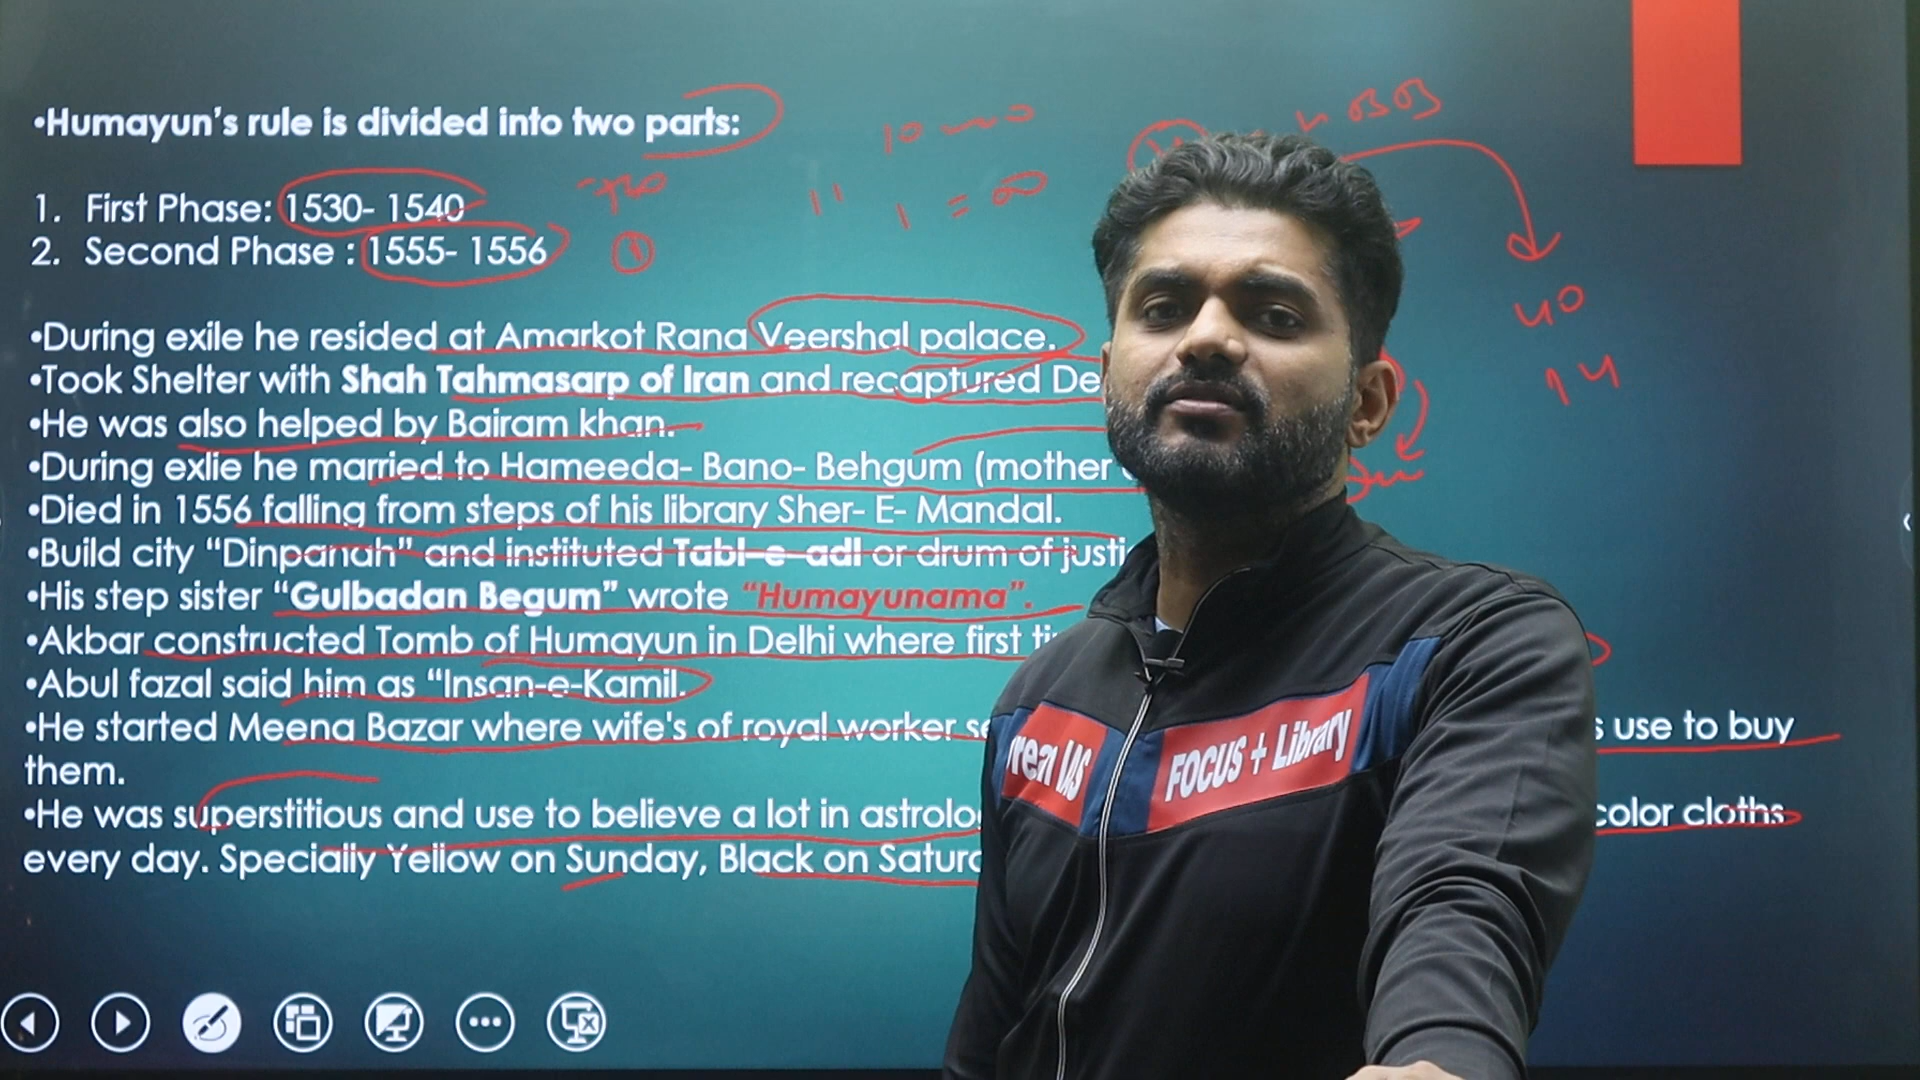 •Humayun's rule is divided into two parts:
1. First Phase: 1530- 1540
2. Second Phase : 1555- 1556
10
1
1 = ∞
40
14
•During exile he resided at Amarkot Rana Veershal palace.
•Took Shelter with Shah Tahmasarp of Iran and recaptured De
•He was also helped by Bairam khan.
•During exlie he married to Hameeda- Bano- Behgum (mother
•Died in 1556 falling from steps of his library Sher- E- Mandal.
•Build city “Dinpanah” and instituted Tabl-e-adl or drum of justi
•His step sister “Gulbadan Begum” wrote “Humayunama”.
•Akbar constructed Tomb of Humayun in Delhi where first ti
•Abul fazal said him as “Insan-e-Kamil.
•He started Meena Bazar where wife's of royal worker se s use to buy
them.
•He was superstitious and use to believe a lot in astrolo color cloths
every day. Specially Yellow on Sunday, Black on Satur
IAS
FOCUS + Library